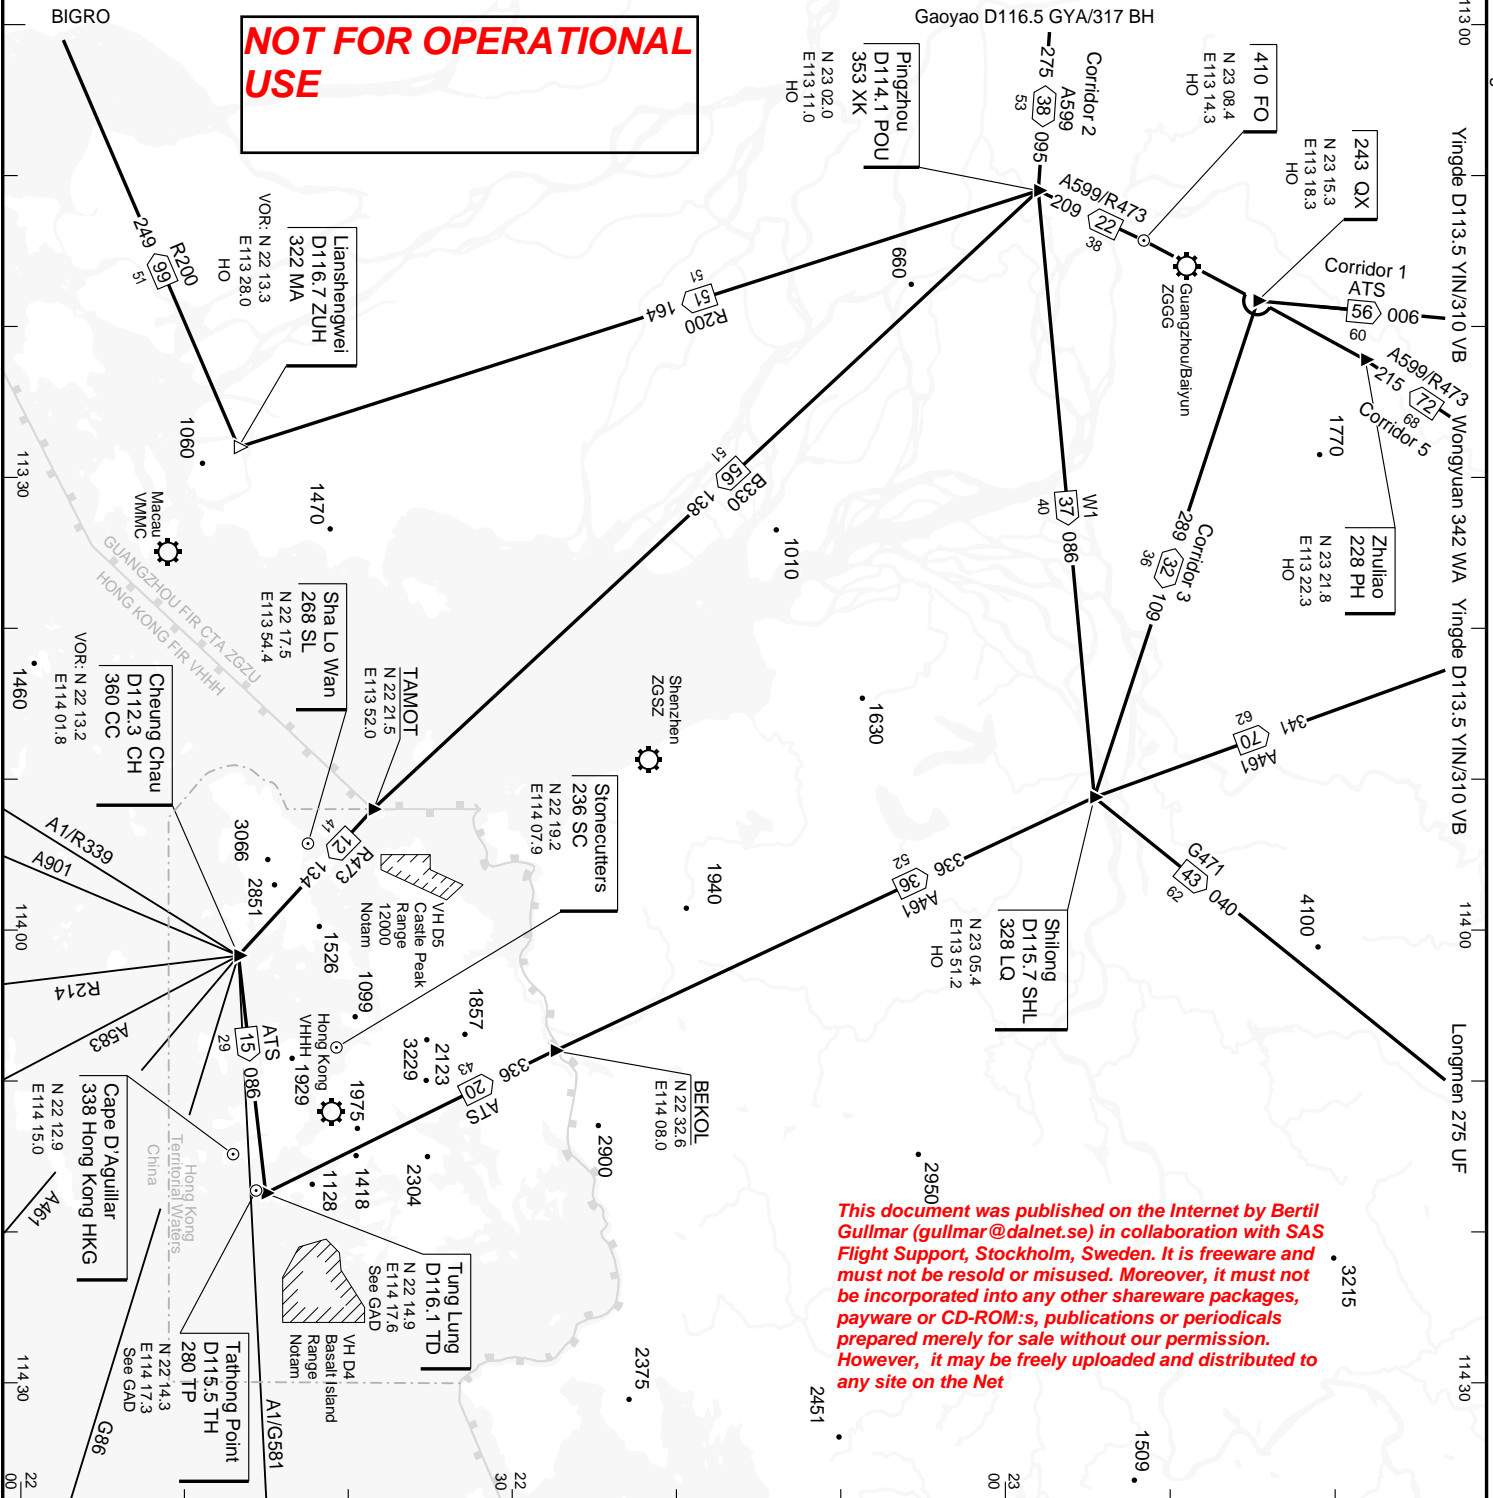 BIGRO
NOT FOR OPERATIONAL
USE
Gaoyao D116.5 GYA/317 BH
113 00
Yingde D113.5 YIN/310 VB
Wongyuan 342 WA
Yingde D113.5 YIN/310 VB
114 00
Longmen 275 UF
114 30
275
38
095
53
A599
Corridor 2
Pingzhou
D114.1 POU
353 XK
N 23 02.0
E113 11.0
HO
410 FO
N 23 08.4
E113 14.3
HO
243 QX
N 23 15.3
E113 18.3
HO
A599/R473
209
22
38
Guangzhou/Baiyun
ZGGG
Corridor 1
ATS
56
006
60
A599/R473
215
72
68
Corridor 5
1770
Zhuliao
228 PH
N 23 21.8
E113 22.3
HO
249
99
51
R200
Lianshengwei
D116.7 ZUH
322 MA
VOR: N 22 13.3
E113 28.0
HO
660
51
51
R200
164
B330
56
51
138
W1
37
40
086
Corridor 3
289
32
36
109
1060
113 30
1470
1010
Macau
VMMC
GUANGZHOU FIR CTA ZGZU
HONG KONG FIR VHHH
Sha Lo Wan
268 SL
N 22 17.5
E113 54.4
TAMOT
N 22 21.5
E113 52.0
Shenzhen
ZGSZ
1630
341
70
62
A461
1460
Cheung Chau
D112.3 CH
360 CC
VOR: N 22 13.2
E114 01.8
Stonecutters
236 SC
N 22 19.2
E114 07.9
R473
12
41
134
VH D5
Castle Peak
Range
12000
Notam
A1/R339
A901
3066
2851
1526
1940
336
36
52
A461
G471
43
62
040
4100
114 00
Shilong
D115.7 SHL
328 LQ
N 23 05.4
E113 51.2
HO
R214
A583
1099
1857
2123
3229
Hong Kong
VHHH
1929
1975
ATS
15
29
086
336
20
43
ATS
BEKOL
N 22 32.6
E114 08.0
2900
2950
Cape D'Aguillar
338 Hong Kong HKG
N 22 12.9
E114 15.0
Hong Kong
Territorial Waters
China
A461
1128
1418
2304
3215
This document was published on the Internet by Bertil
Gullmar (gullmar@dalnet.se) in collaboration with SAS
Flight Support, Stockholm, Sweden. It is freeware and
must not be resold or misused. Moreover, it must not
be incorporated into any other shareware packages,
payware or CD-ROM:s, publications or periodicals
prepared merely for sale without our permission.
However, it may be freely uploaded and distributed to
any site on the Net
Tung Lung
D116.1 TD
N 22 14.9
E114 17.6
See GAD
VH D4
Basalt Island
Range
Notam
Tathong Point
D115.5 TH
280 TP
N 22 14.3
E114 17.3
See GAD
G86
A1/G581
2375
2451
1509
22
00
22
30
23
00